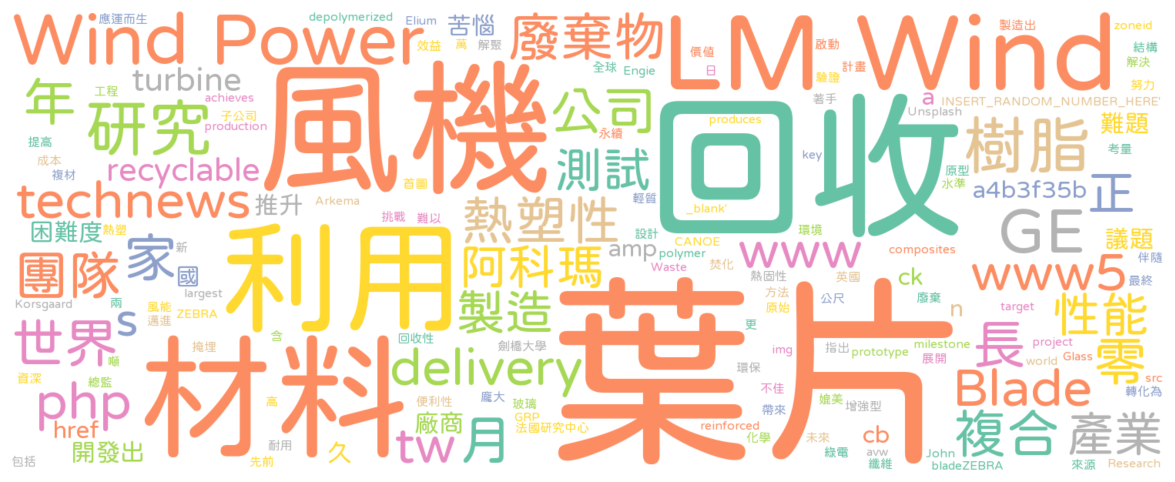 應運而生
depolymerized
Elium
苦惱
廢棄物
LM Wind
啟動
製造出
zoneid
Wind Power
效益
萬
解聚
價值
計畫
結構
解決
turbine
全球
Engie
日
驗證
努力
年
工程
風機
公司
著手
a
INSERT_RANDOM_NUMBER_HERE'
研究
achieves
子公司
production
永續
produces
回收
Unsplash
樹脂
難題
提高
成本
複材
recyclable
首圖
測試
key
原型
水準
考量
technews
推升
Arkema
挑戰
難以
熱塑性
輕質
_blank'
a4b3f35b
正
困難度
熱塑
家
新
國
利用
設計
CANOE
polymer
環境
amp
www
composites
GE
議題
伴隨
團隊
阿科瑪
Waste
焚化
熱固性
英國
ck
www5
最終
Korsgaard
兩
largest
風能
ZEBRA
邁進
s
製造
葉片
方法
原始
公尺
廢棄
n
target
性能
世界
含
噸
掩埋
材料
回收性
劍橋大學
更
img
指出
prototype
milestone
展開
長
project
world
零
資深
總監
delivery
環保
不佳
Blade
Glass
src
轉化為
php
href
高
便利性
龐大
玻璃
廠商
GRP
法國研究中心
帶來
媲美
增強型
reinforced
cb
複合
產業
開發出
耐用
tw
月
化學
未來
綠電
avw
纖維
John
bladeZEBRA
來源
Research
包括
先前
久